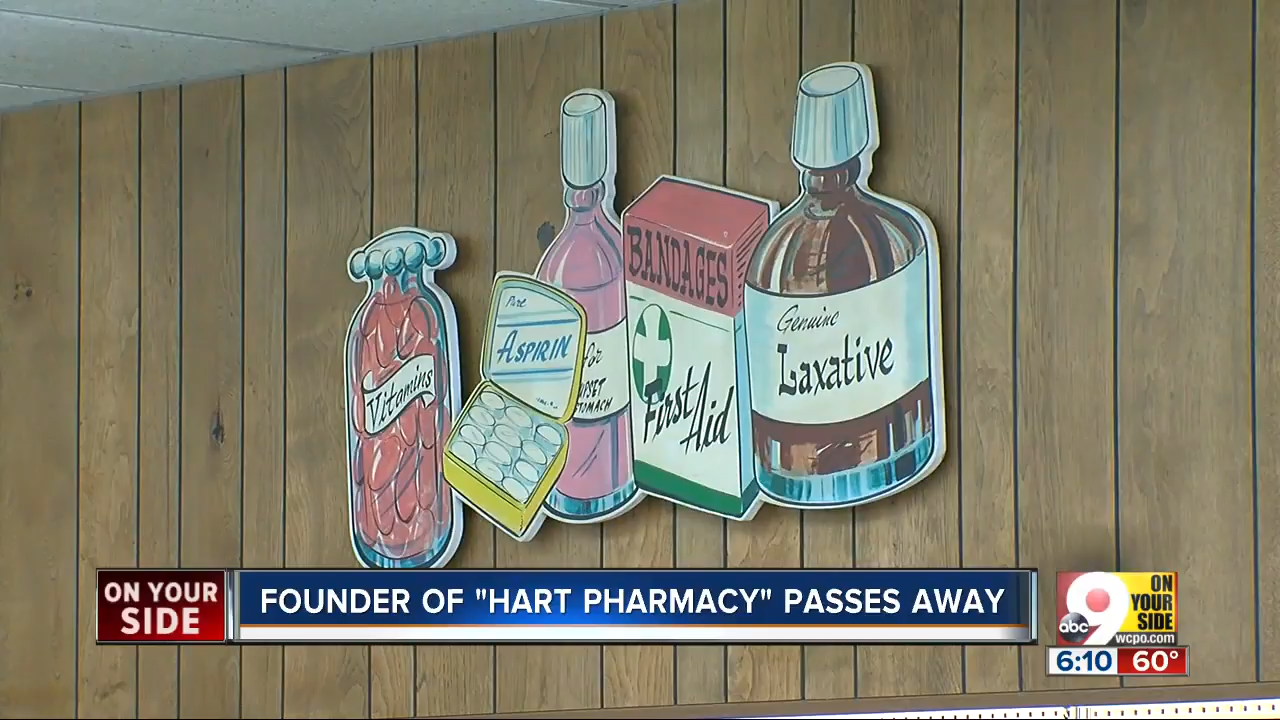 Vitamins
Pure
ASPIRIN
for
UPSET
STOMACH
BANDAGES
First
Aid
Genuine
Laxative
ON YOUR
SIDE
FOUNDER OF "HART PHARMACY" PASSES AWAY
abc 9
ON
YOUR
SIDE
wcpo.com
6:10 60°